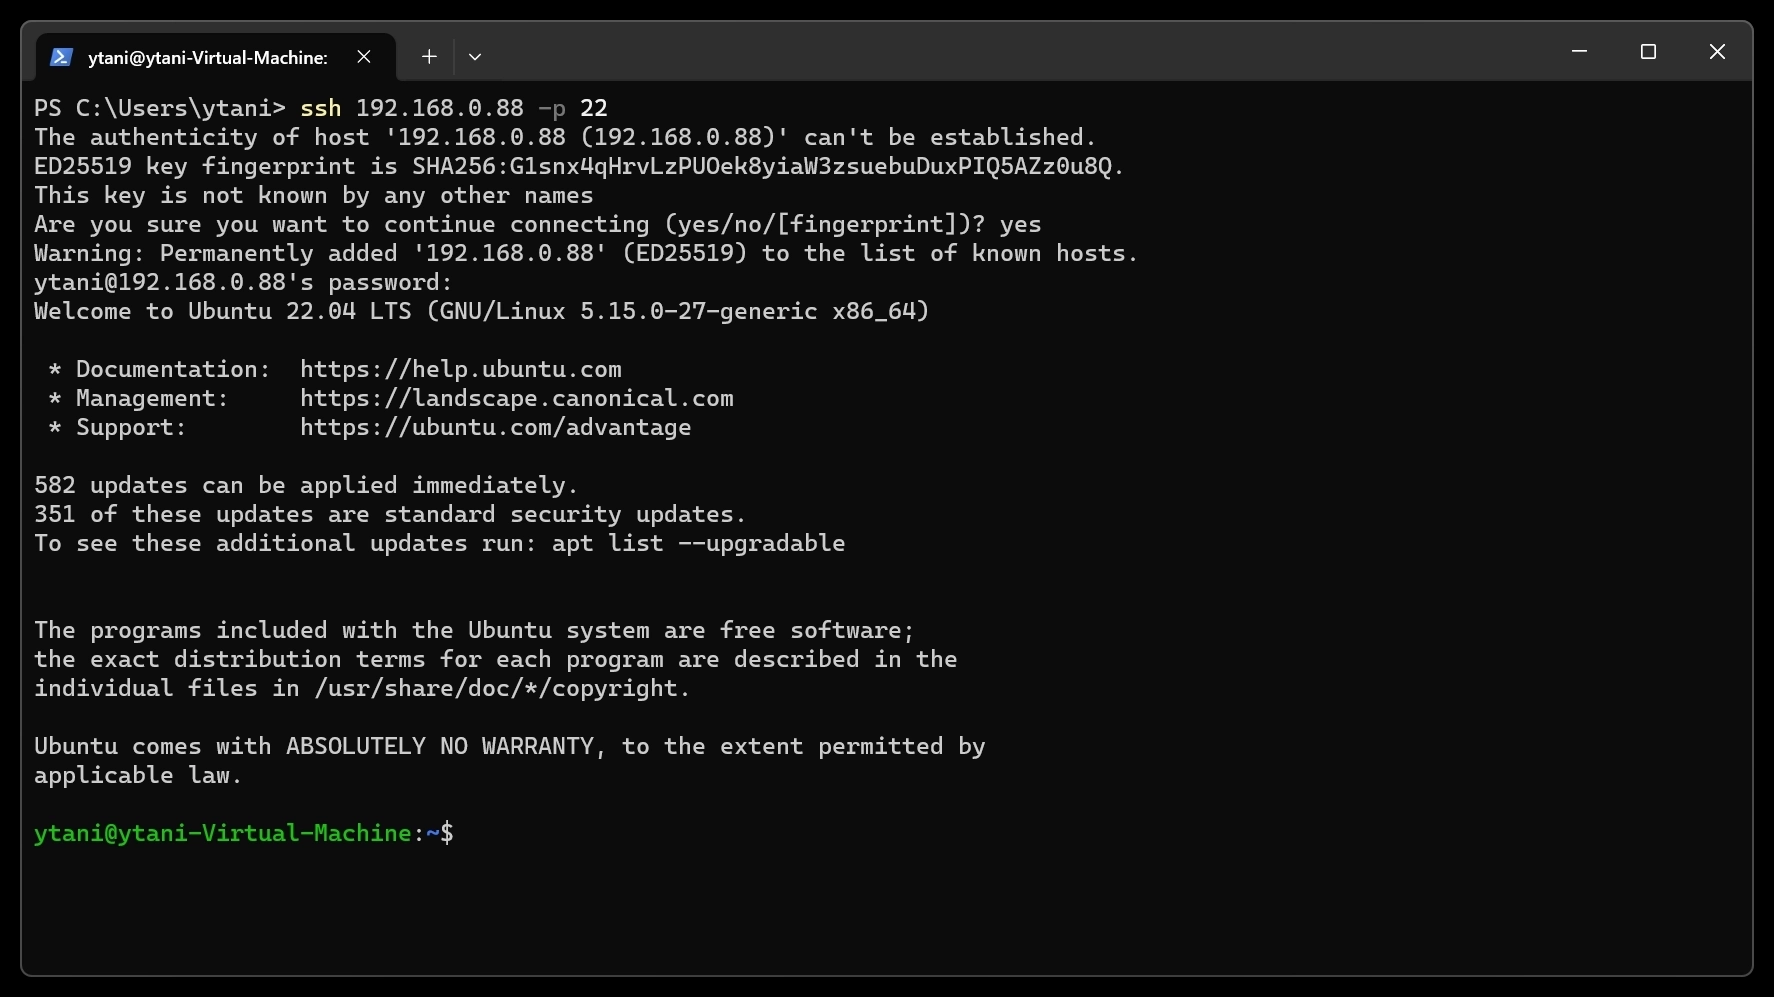 ytani@ytani-Virtual-Machine:
PS C:\Users\ytani> ssh 192.168.0.88 -p 22
The authenticity of host '192.168.0.88 (192.168.0.88)' can't be established.
ED25519 key fingerprint is SHA256:G1snx4qHrvLzPUOek8yiaW3zsuebuDuxPIQ5AZz0u8Q.
This key is not known by any other names
Are you sure you want to continue connecting (yes/no/[fingerprint])? yes
Warning: Permanently added '192.168.0.88' (ED25519) to the list of known hosts.
ytani@192.168.0.88's password:
Welcome to Ubuntu 22.04 LTS (GNU/Linux 5.15.0-27-generic x86_64)

 * Documentation:  https://help.ubuntu.com
 * Management:     https://landscape.canonical.com
 * Support:        https://ubuntu.com/advantage

582 updates can be applied immediately.
351 of these updates are standard security updates.
To see these additional updates run: apt list --upgradable

The programs included with the Ubuntu system are free software;
the exact distribution terms for each program are described in the
individual files in /usr/share/doc/*/copyright.

Ubuntu comes with ABSOLUTELY NO WARRANTY, to the extent permitted by
applicable law.

ytani@ytani-Virtual-Machine:~$